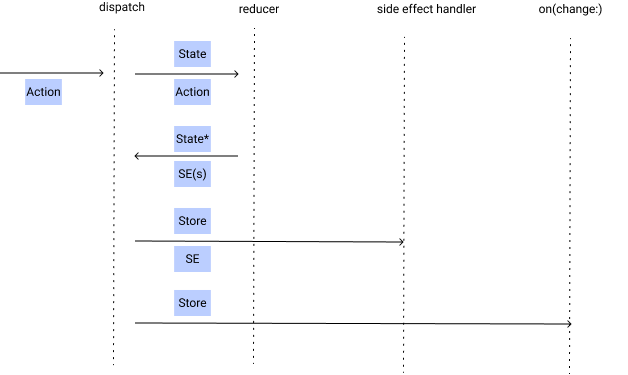 dispatch
reducer
side effect handler
on(change:)
State
Action
Action
State*
SE(s)
Store
SE
Store